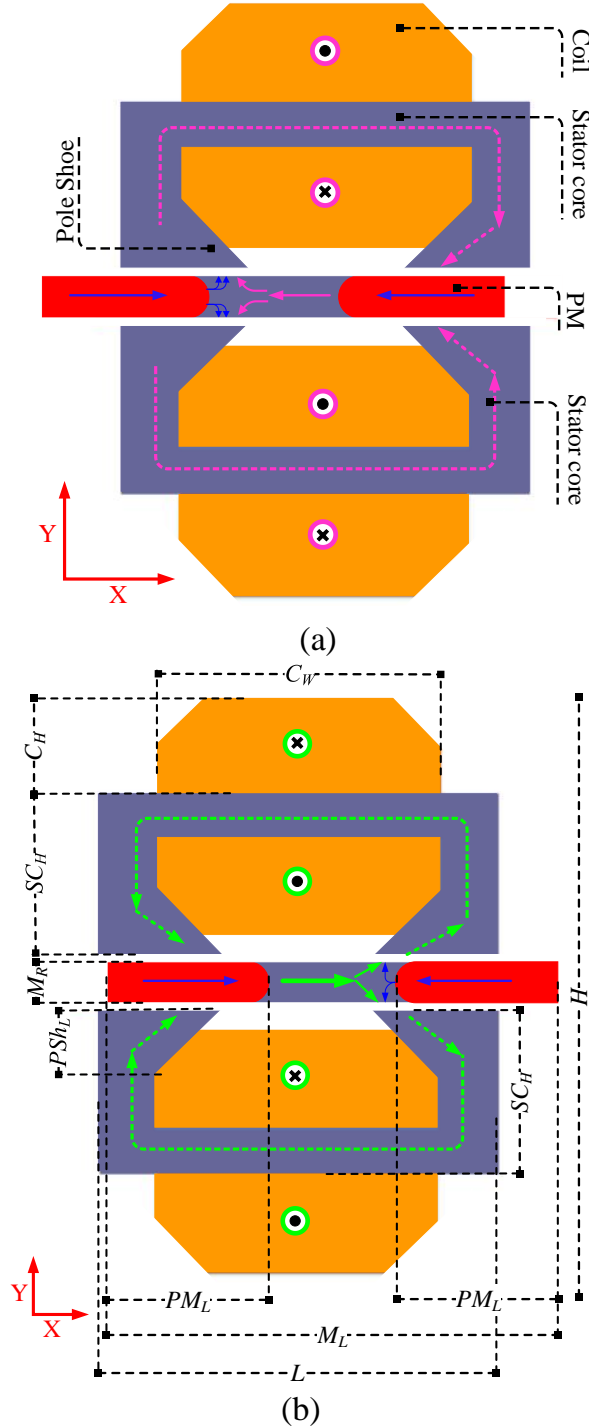 Coil
Stator core
Pole Shoe
PM
Stator core
Y
X
(a)
C_W
C_H
SC_H
M_R
PSh_L
H
SC_H
Y
X
PM_L
PM_L
M_L
L
(b)